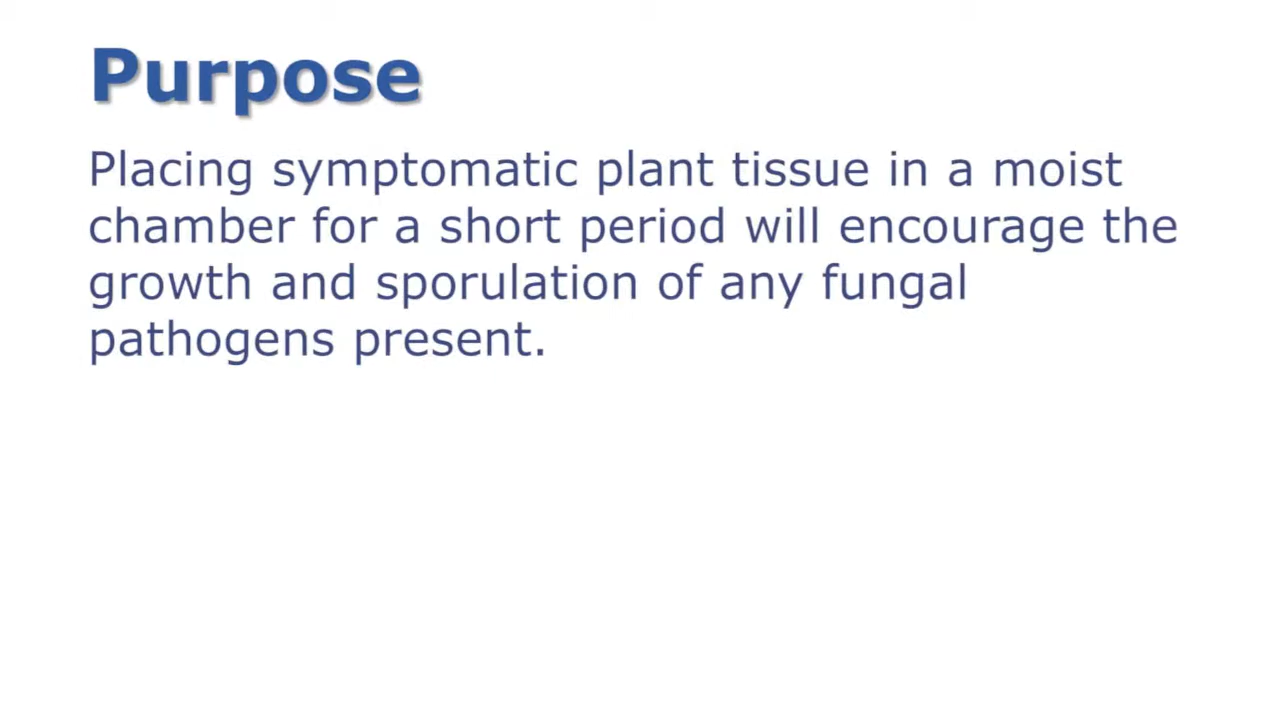 Purpose
Placing symptomatic plant tissue in a moist
chamber for a short period will encourage the
growth and sporulation of any fungal
pathogens present.